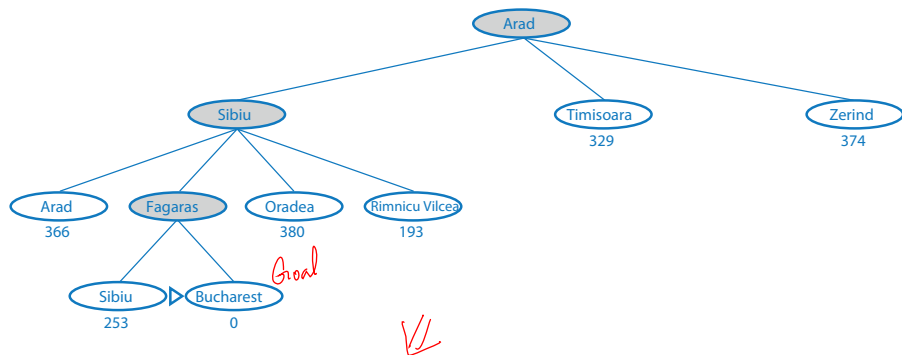 Arad
Sibiu Timisoara Zerind
329 374
Arad Fagaras Oradea Rimnicu Vilcea
366 380 193
Goal
Sibiu Bucharest
253 0